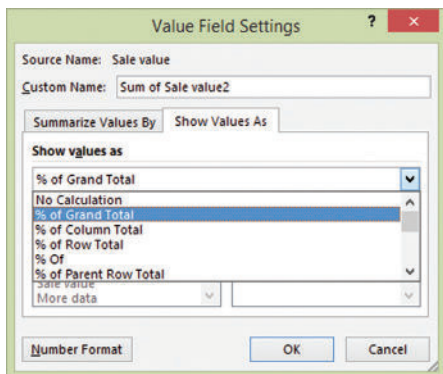 Value Field Settings
?
×
Source Name: Sale value
Custom Name: Sum of Sale value2
Summarize Values By
Show Values As
Show values as
% of Grand Total
No Calculation
% of Grand Total
% of Column Total
% of Row Total
% Of
% of Parent Row Total
Sale value
More data
Number Format
OK
Cancel